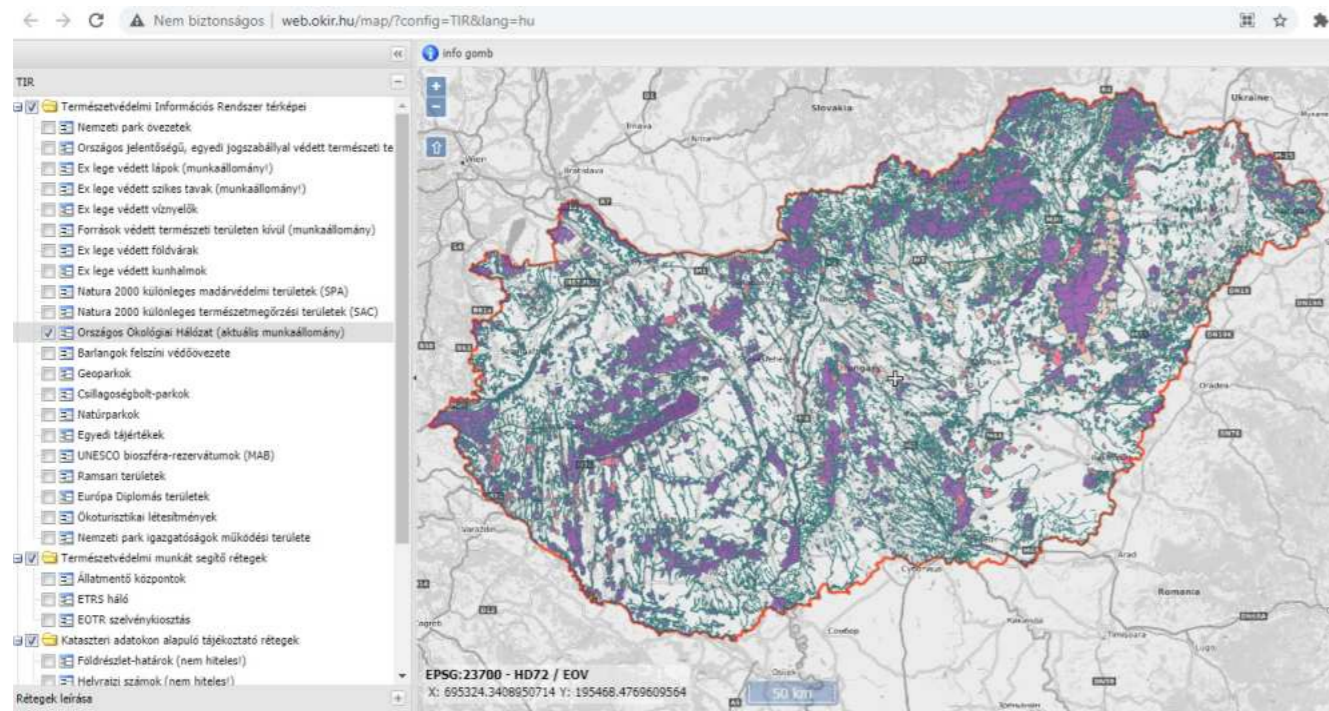 Nem biztonságos | web.okir.hu/map/?config=TIR&lang=hu
info gomb
TIR
Természetvédelmi Információs Rendszer térképei
Nemzeti park övezetek
Országos jelentőségű, egyedi jogszabállyal védett természeti te
Ex lege védett lápok (munkaállomány!)
Ex lege védett szikes tavak (munkaállomány!)
Ex lege védett víznyelők
Források védett természeti területen kívül (munkaállomány)
Ex lege védett földvárak
Ex lege védett kunhalmok
Natura 2000 különleges madárvédelmi területek (SPA)
Natura 2000 különleges természetmegőrzési területek (SAC)
Országos Ökológiai Hálózat (aktuális munkaállomány)
Barlangok felszíni védőövezete
Geoparkok
Csillagoségbolt-parkok
Natúrparkok
Egyedi tájértékek
UNESCO bioszféra-rezervátumok (MAB)
Ramsari területek
Európa Diplomás területek
Ökoturisztikai létesítmények
Nemzeti park igazgatóságok működési területe
Természetvédelmi munkát segítő rétegek
Állatmentő központok
ETRS háló
EOTR szelvénykiosztás
Kataszteri adatokon alapuló tájékoztató rétegek
Földrészlet-határok (nem hiteles!)
Helyrajzi számok (nem hiteles!)
Rétegek leírása
Slovakia
Ukraine
Wien
Bratislava
Oradea
Varaždin
Arad
Romania
Timișoara
Сомбор
EPSG:23700 - HD72 / EOV
X: 695324.3408950714 Y: 195468.4769609564
50 km